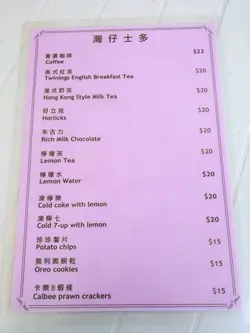 灣仔士多
香濃咖啡 $22
Coffee
英式紅茶 $20
Twinings English Breakfast Tea
港式奶茶 $20
Hong Kong Style Milk Tea
好立克 $20
Horlicks
朱古力 $20
Rich Milk Chocolate
檸檬茶 $20
Lemon Tea
檸檬水 $20
Lemon Water
凍檸樂 $20
Cold coke with lemon
凍檸七 $20
Cold 7-up with lemon
珍珍薯片 $15
Potato chips
奧利奧餅乾 $15
Oreo cookies
卡樂B蝦條 $15
Calbee prawn crackers